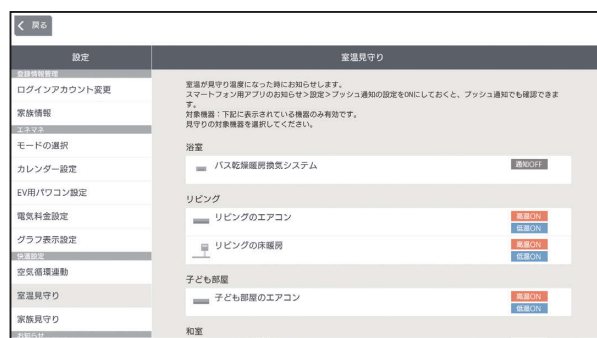 戻る
設定
室温見守り
登録情報管理
ログインアカウント変更
家族情報
エネマネ
モードの選択
カレンダー設定
EV用パワコン設定
電気料金設定
グラフ表示設定
快適設定
空気循環連動
室温見守り
家族見守り
お知らせ
室温が見守り温度になった時にお知らせします。
スマートフォン用アプリのお知らせ＞設定＞プッシュ通知の設定をONにしておくと、プッシュ通知でも確認できま
す。
対象機器：下記に表示されている機器のみ有効です。
見守りの対象機器を選択してください。
浴室
バス乾燥暖房換気システム
通知OFF
リビング
リビングのエアコン
高温ON
低温ON
リビングの床暖房
高温ON
低温ON
子ども部屋
子ども部屋のエアコン
高温ON
低温ON
和室